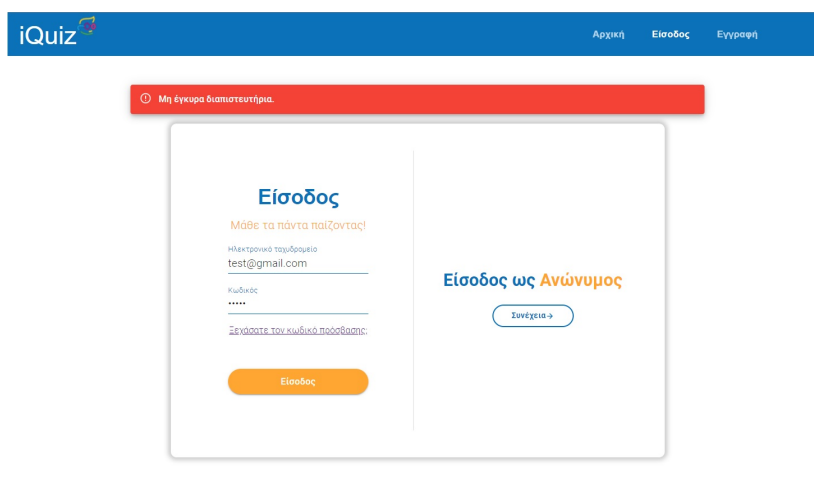 iQuiz
Αρχική Είσοδος Εγγραφή
Μη έγκυρα διαπιστευτήρια.
Είσοδος
Μάθε τα πάντα παίζοντας!
Ηλεκτρονικό ταχυδρομείο
test@gmail.com
Κωδικός
•••••
Ξεχάσατε τον κωδικό πρόσβασης;
Είσοδος
Είσοδος ως Ανώνυμος
Συνέχεια →